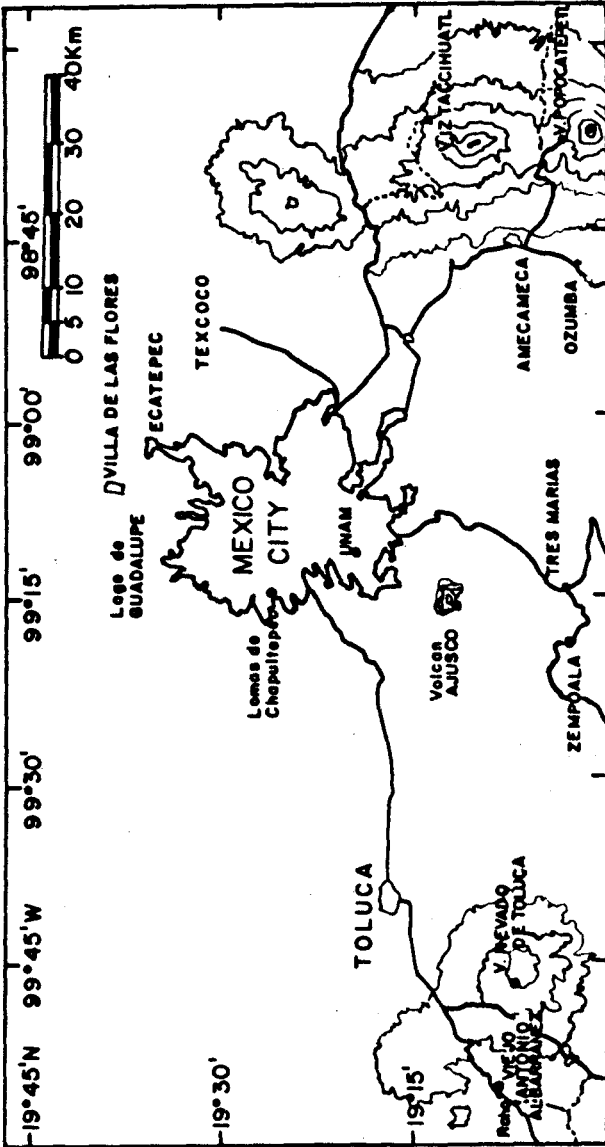 99°45'W
99°30'
99°15'
99°00'
98°45'
0 5 10 20 30 40Km
19°45'N
19°30'
19°15'
Lago de
GUADALUPE
VILLA DE LAS FLORES
ECATEPEC
TEXCOCO
MEXICO
CITY
Lomas de
Chapultepec
UNAM
TOLUCA
Volcan
AJUSCO
V. IZTACCIHUATL
V. POPOCATEPETL
V. NEVADO
DE TOLUCA
VIEJO
ANTONIO
ZEMPOALA
TRES MARIAS
AMECAMECA
OZUMBA